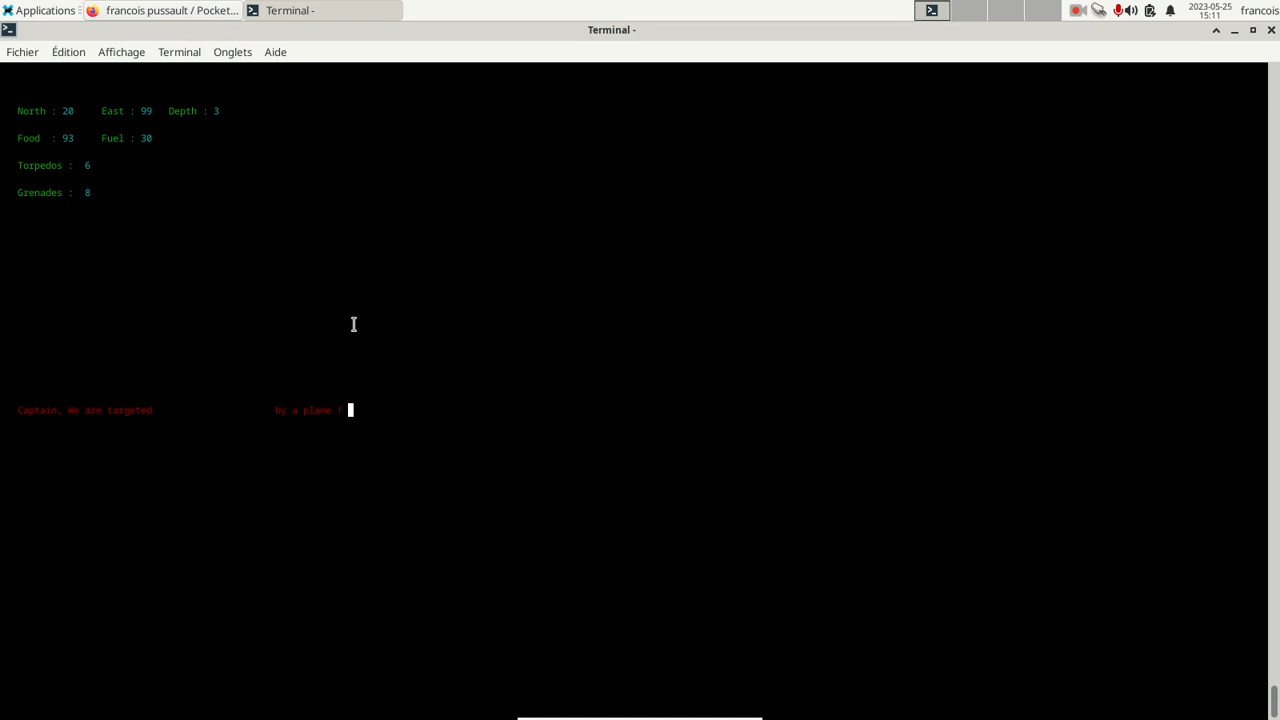 Applications
francois pussault / Pocket...
Terminal -
2023-05-25
15:11
francois
Terminal -
Fichier Édition Affichage Terminal Onglets Aide
North : 20 East : 99 Depth : 3
Food : 93 Fuel : 30
Torpedos : 6
Grenades : 8
Captain, We are targeted by a plane !